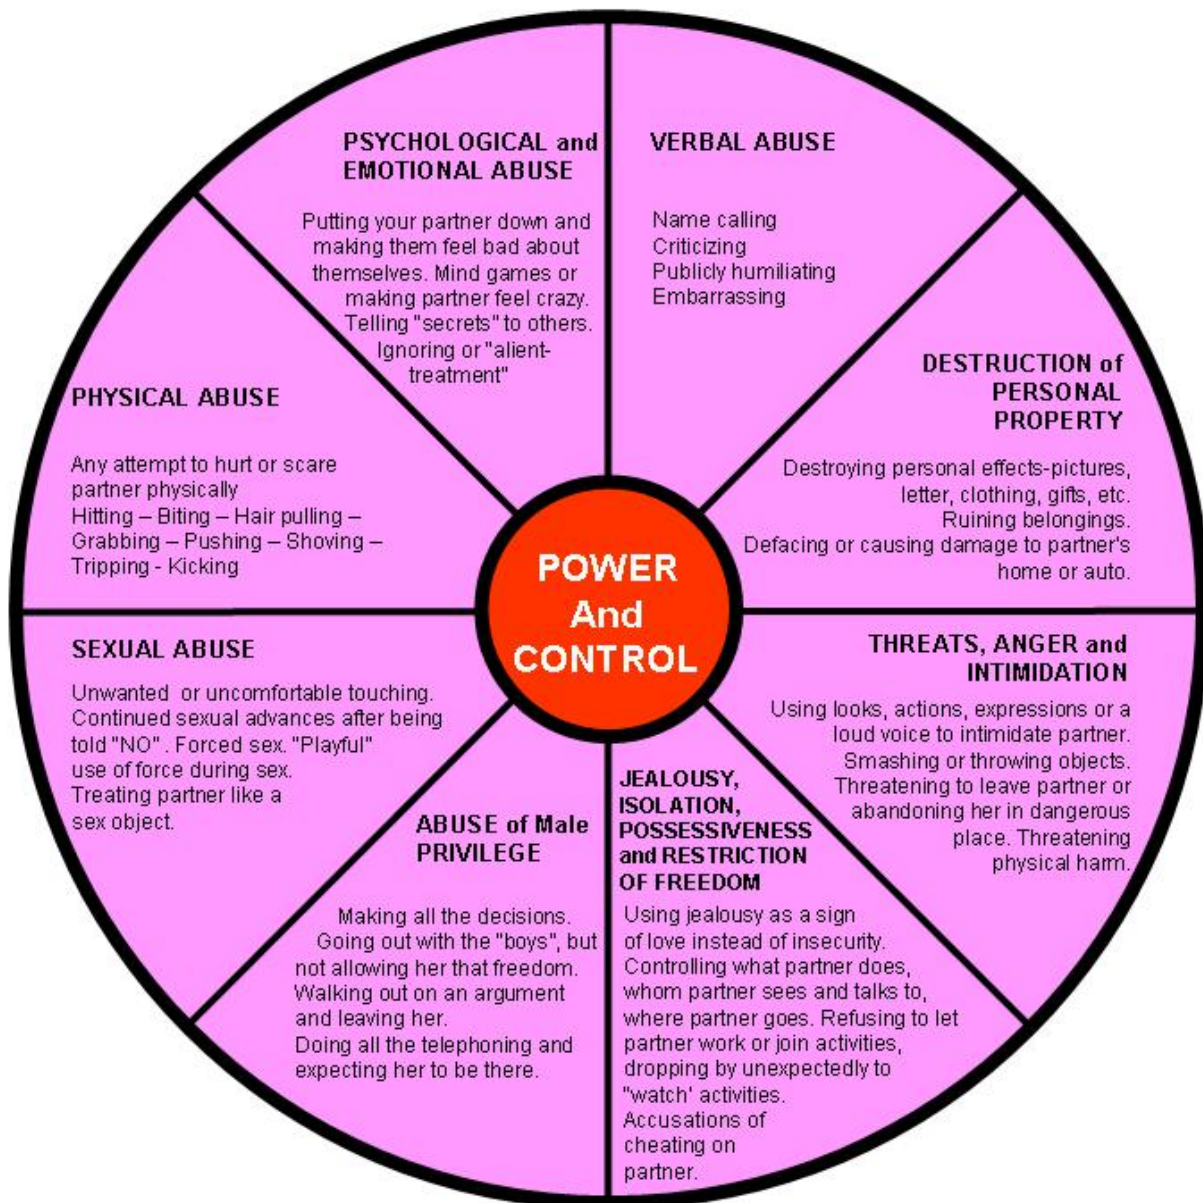 PSYCHOLOGICAL and
EMOTIONAL ABUSE
Putting your partner down and
making them feel bad about
themselves. Mind games or
making partner feel crazy.
Telling "secrets" to others.
Ignoring or "alient-
treatment"
VERBAL ABUSE
Name calling
Criticizing
Publicly humiliating
Embarrassing
DESTRUCTION of
PERSONAL
PROPERTY
Destroying personal effects-pictures,
letter, clothing, gifts, etc.
Ruining belongings.
Defacing or causing damage to partner's
home or auto.
PHYSICAL ABUSE
Any attempt to hurt or scare
partner physically
Hitting – Biting – Hair pulling –
Grabbing – Pushing – Shoving –
Tripping - Kicking
POWER
And
CONTROL
SEXUAL ABUSE
Unwanted or uncomfortable touching.
Continued sexual advances after being
told "NO" . Forced sex. "Playful"
use of force during sex.
Treating partner like a
sex object.
THREATS, ANGER and
INTIMIDATION
Using looks, actions, expressions or a
loud voice to intimidate partner.
Smashing or throwing objects.
Threatening to leave partner or
abandoning her in dangerous
place. Threatening
physical harm.
ABUSE of Male
PRIVILEGE
Making all the decisions.
Going out with the "boys", but
not allowing her that freedom.
Walking out on an argument
and leaving her.
Doing all the telephoning and
expecting her to be there.
JEALOUSY,
ISOLATION,
POSSESSIVENESS
and RESTRICTION
OF FREEDOM
Using jealousy as a sign
of love instead of insecurity.
Controlling what partner does,
whom partner sees and talks to,
where partner goes. Refusing to let
partner work or join activities,
dropping by unexpectedly to
"watch' activities.
Accusations of
cheating on
partner.